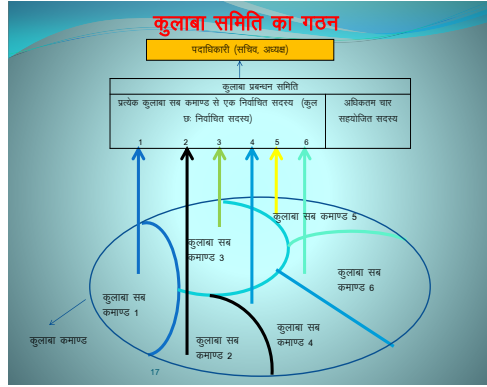 कुलाबा समिति का गठन
पदाधिकारी (सचिव, अध्यक्ष)
कुलाबा प्रबन्धन समिति
प्रत्येक कुलाबा सब कमाण्ड से एक निर्वाचित सदस्य (कुल
छः निर्वाचित सदस्य)
अधिकतम चार
सहयोजित सदस्य
1 2 3 4 5 6
कुलाबा सब कमाण्ड 5
कुलाबा सब
कमाण्ड 3
कुलाबा सब
कमाण्ड 6
कुलाबा सब
कमाण्ड 1
कुलाबा सब
कमाण्ड 4
कुलाबा सब
कमाण्ड 2
कुलाबा कमाण्ड
17